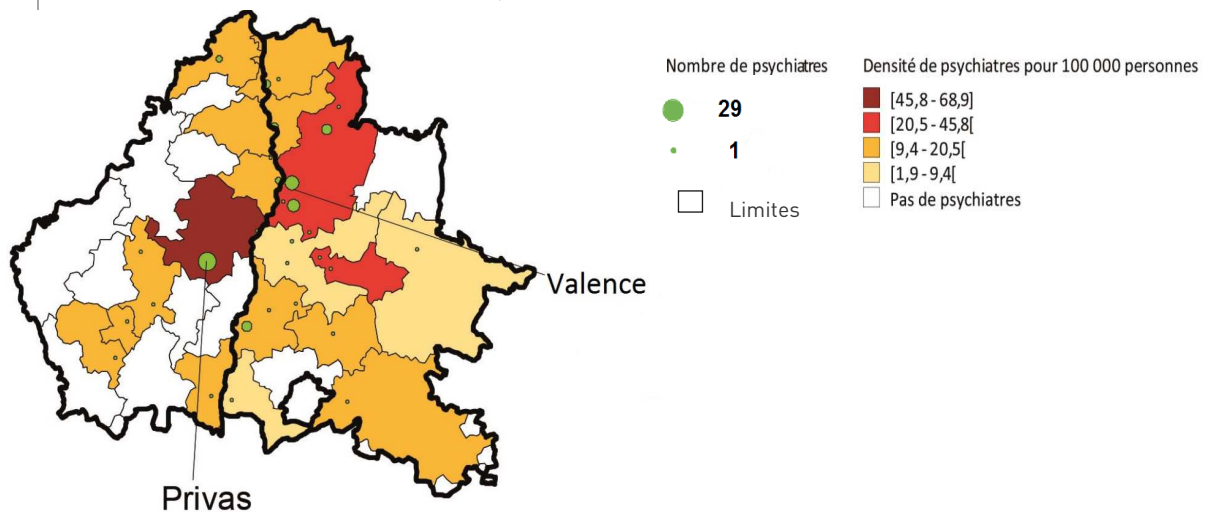 Nombre de psychiatres
29
1
Limites
Densité de psychiatres pour 100 000 personnes
[45,8 - 68,9]
[20,5 - 45,8[
[9,4 - 20,5[
[1,9 - 9,4[
Pas de psychiatres
Valence
Privas